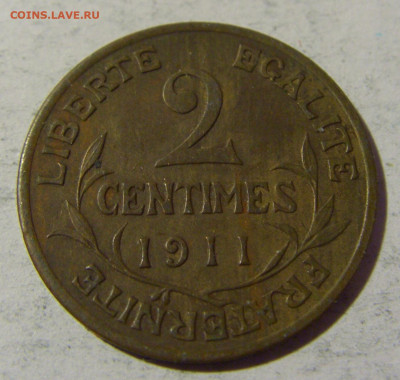 COINS.LAVE.RU
LIBERTE EGALITE FRATERNITE
2
CENTIMES
1911